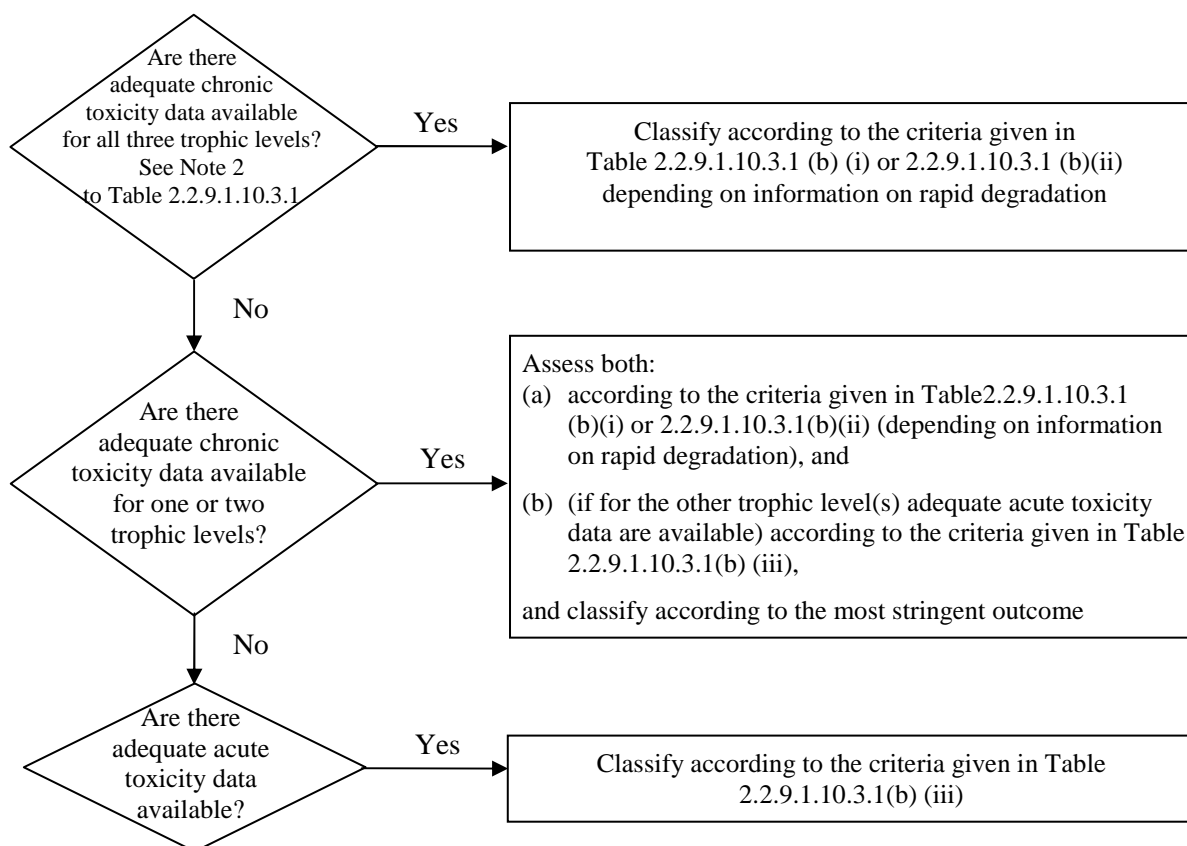 Are there
adequate chronic
toxicity data available
for all three trophic levels?
See Note 2
to Table 2.2.9.1.10.3.1
Yes
Classify according to the criteria given in
Table 2.2.9.1.10.3.1 (b) (i) or 2.2.9.1.10.3.1 (b)(ii)
depending on information on rapid degradation
No
Are there
adequate chronic
toxicity data available
for one or two
trophic levels?
Yes
Assess both:
(a) according to the criteria given in Table2.2.9.1.10.3.1
(b)(i) or 2.2.9.1.10.3.1(b)(ii) (depending on information
on rapid degradation), and
(b) (if for the other trophic level(s) adequate acute toxicity
data are available) according to the criteria given in Table
2.2.9.1.10.3.1(b) (iii),
and classify according to the most stringent outcome
No
Are there
adequate acute
toxicity data
available?
Yes
Classify according to the criteria given in Table
2.2.9.1.10.3.1(b) (iii)